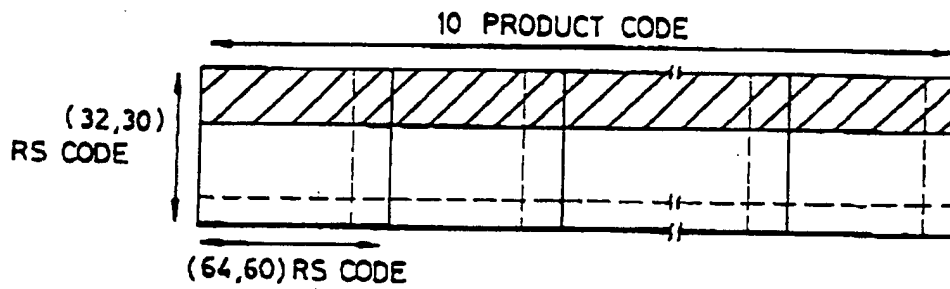 10 PRODUCT CODE
(32,30)
RS CODE
(64,60) RS CODE